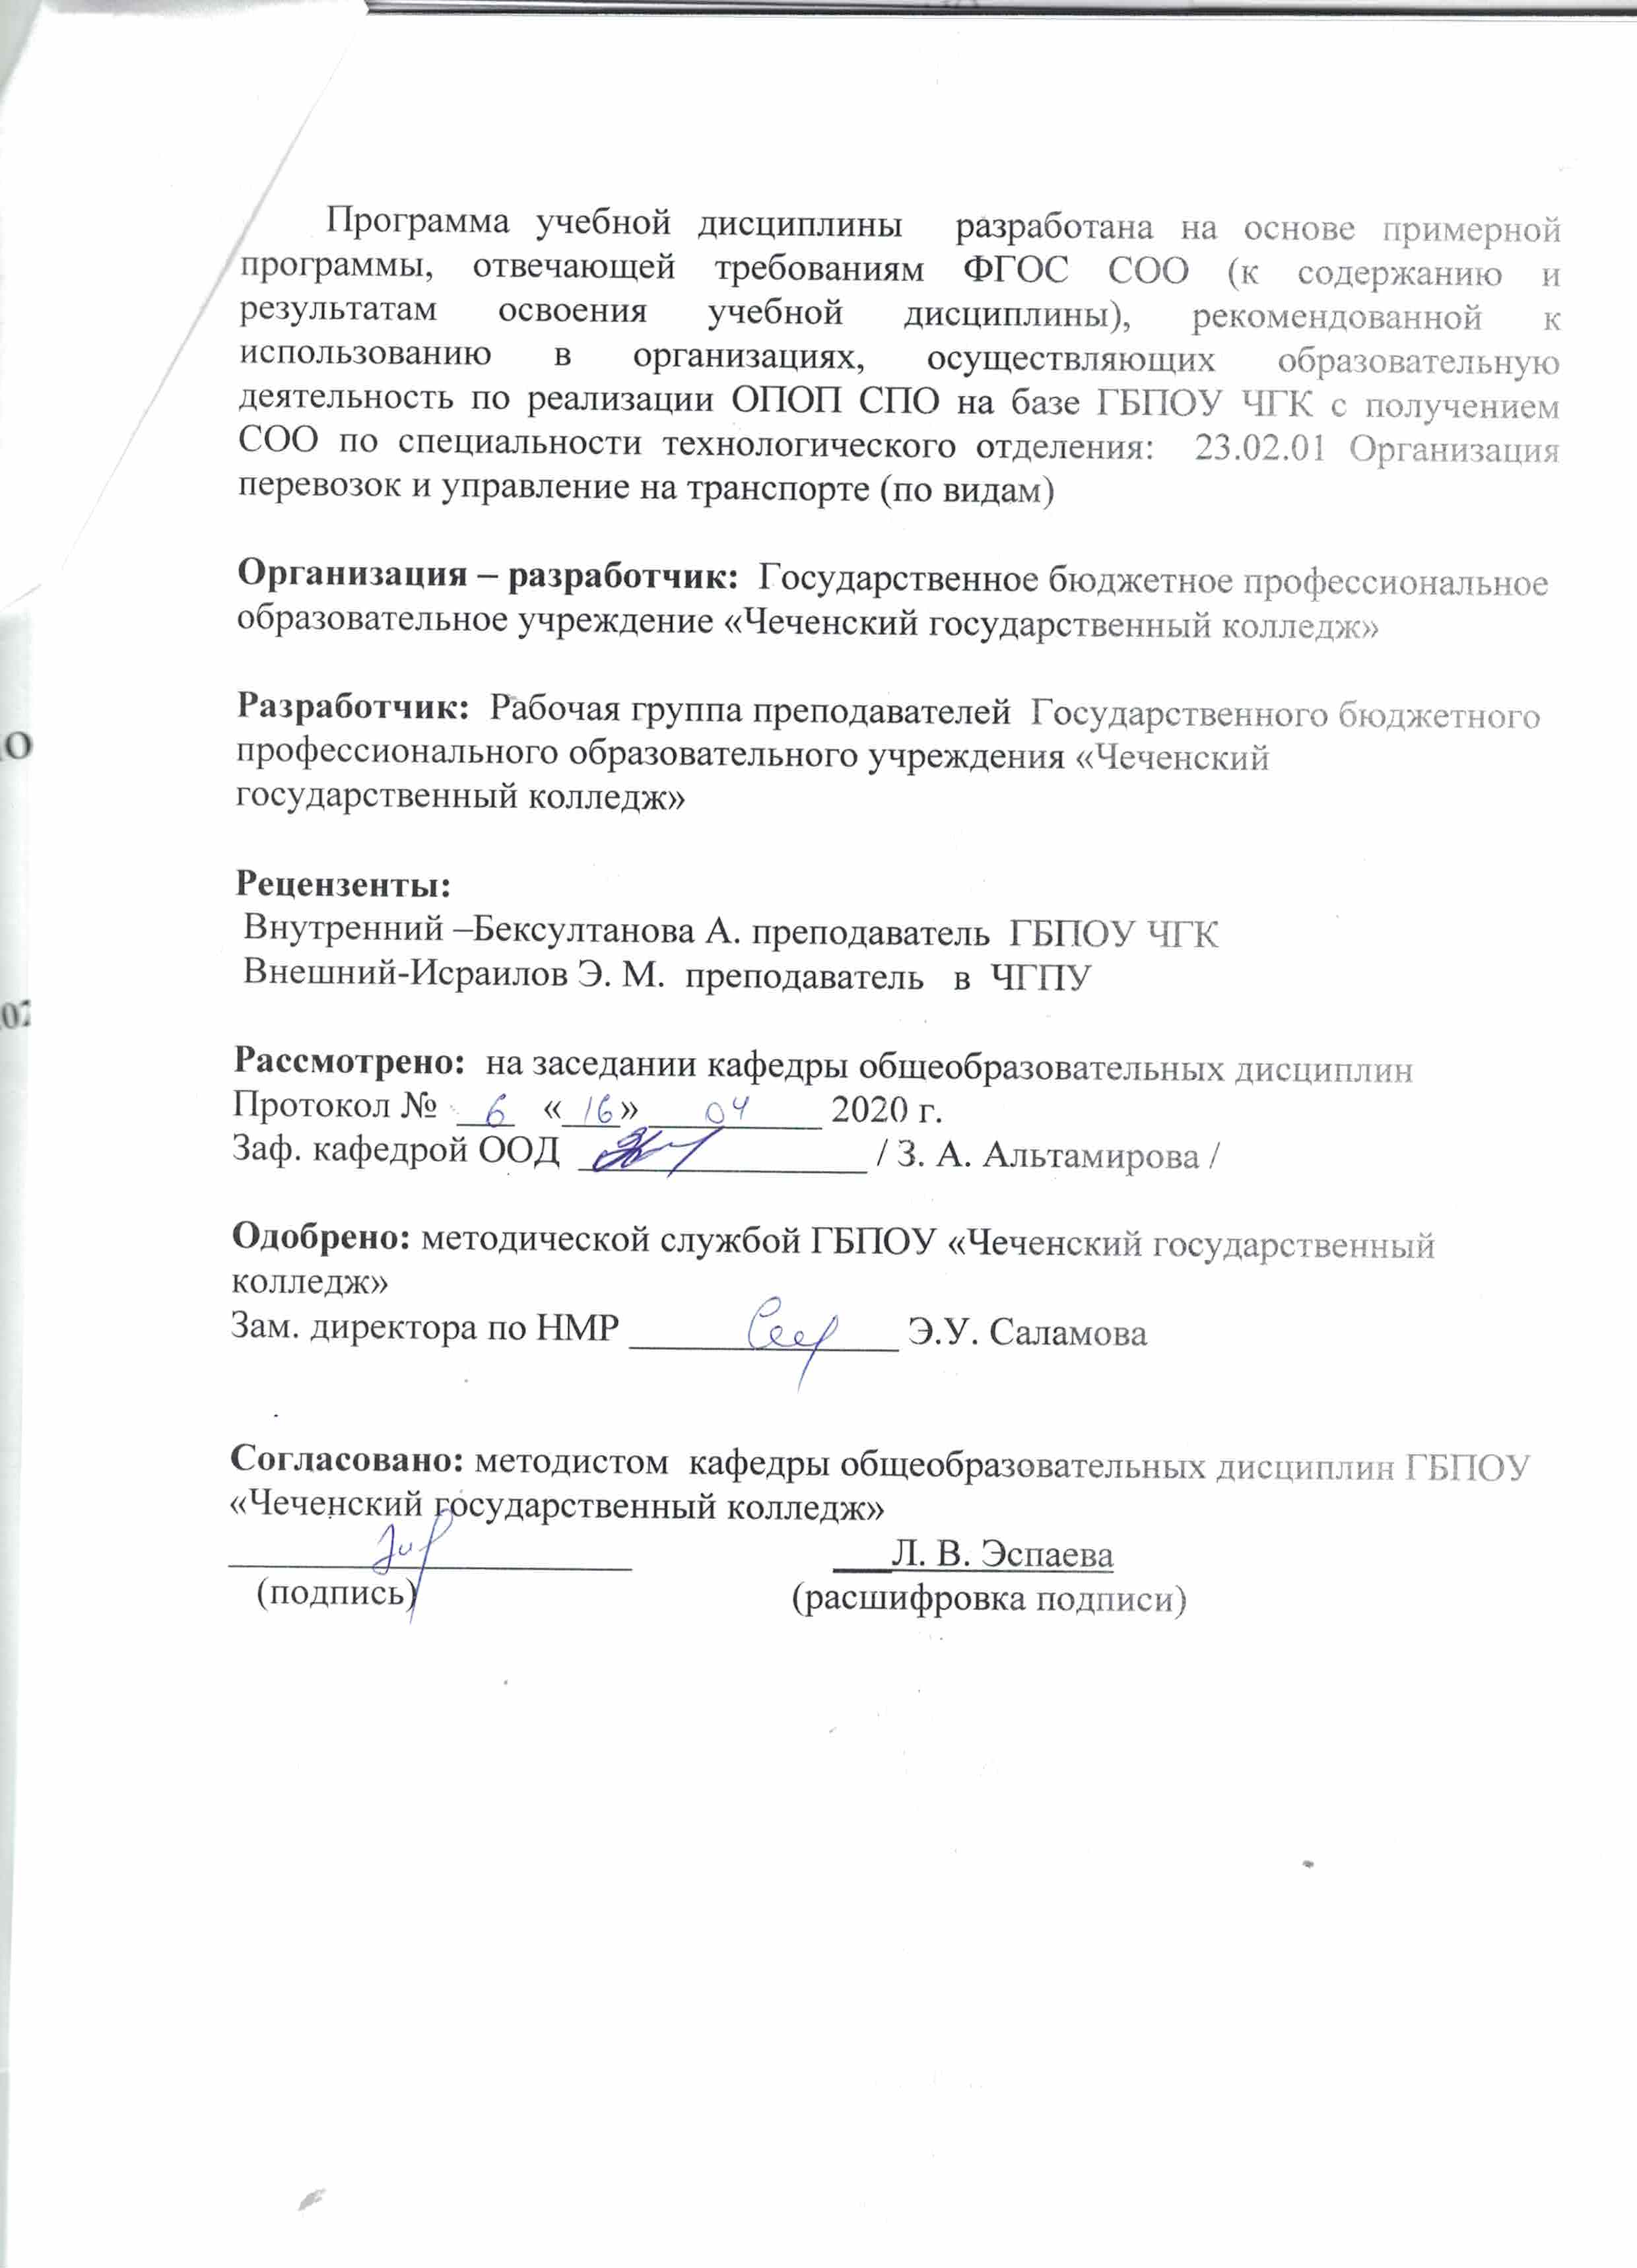 Программа учебной дисциплины разработана на основе примерной
программы, отвечающей требованиям ФГОС СОО (к содержанию и
результатам освоения учебной дисциплины), рекомендованной к
использованию в организациях, осуществляющих образовательную
деятельность по реализации ОПОП СПО на базе ГБПОУ ЧГК с получением
СОО по специальности технологического отделения: 23.02.01 Организация
перевозок и управление на транспорте (по видам)
Организация – разработчик: Государственное бюджетное профессиональное
образовательное учреждение «Чеченский государственный колледж»
Разработчик: Рабочая группа преподавателей Государственного бюджетного
профессионального образовательного учреждения «Чеченский
государственный колледж»
Рецензенты:
Внутренний –Бексултанова А. преподаватель ГБПОУ ЧГК
Внешний-Исраилов Э. М. преподаватель в ЧГПУ
Рассмотрено: на заседании кафедры общеобразовательных дисциплин
Протокол № 6 «16» 04 2020 г.
Заф. кафедрой ООД / З. А. Альтамирова /
Одобрено: методической службой ГБПОУ «Чеченский государственный
колледж»
Зам. директора по НМР Э.У. Саламова
Согласовано: методистом кафедры общеобразовательных дисциплин ГБПОУ
«Чеченский государственный колледж»
Л. В. Эспаева
(подпись) (расшифровка подписи)